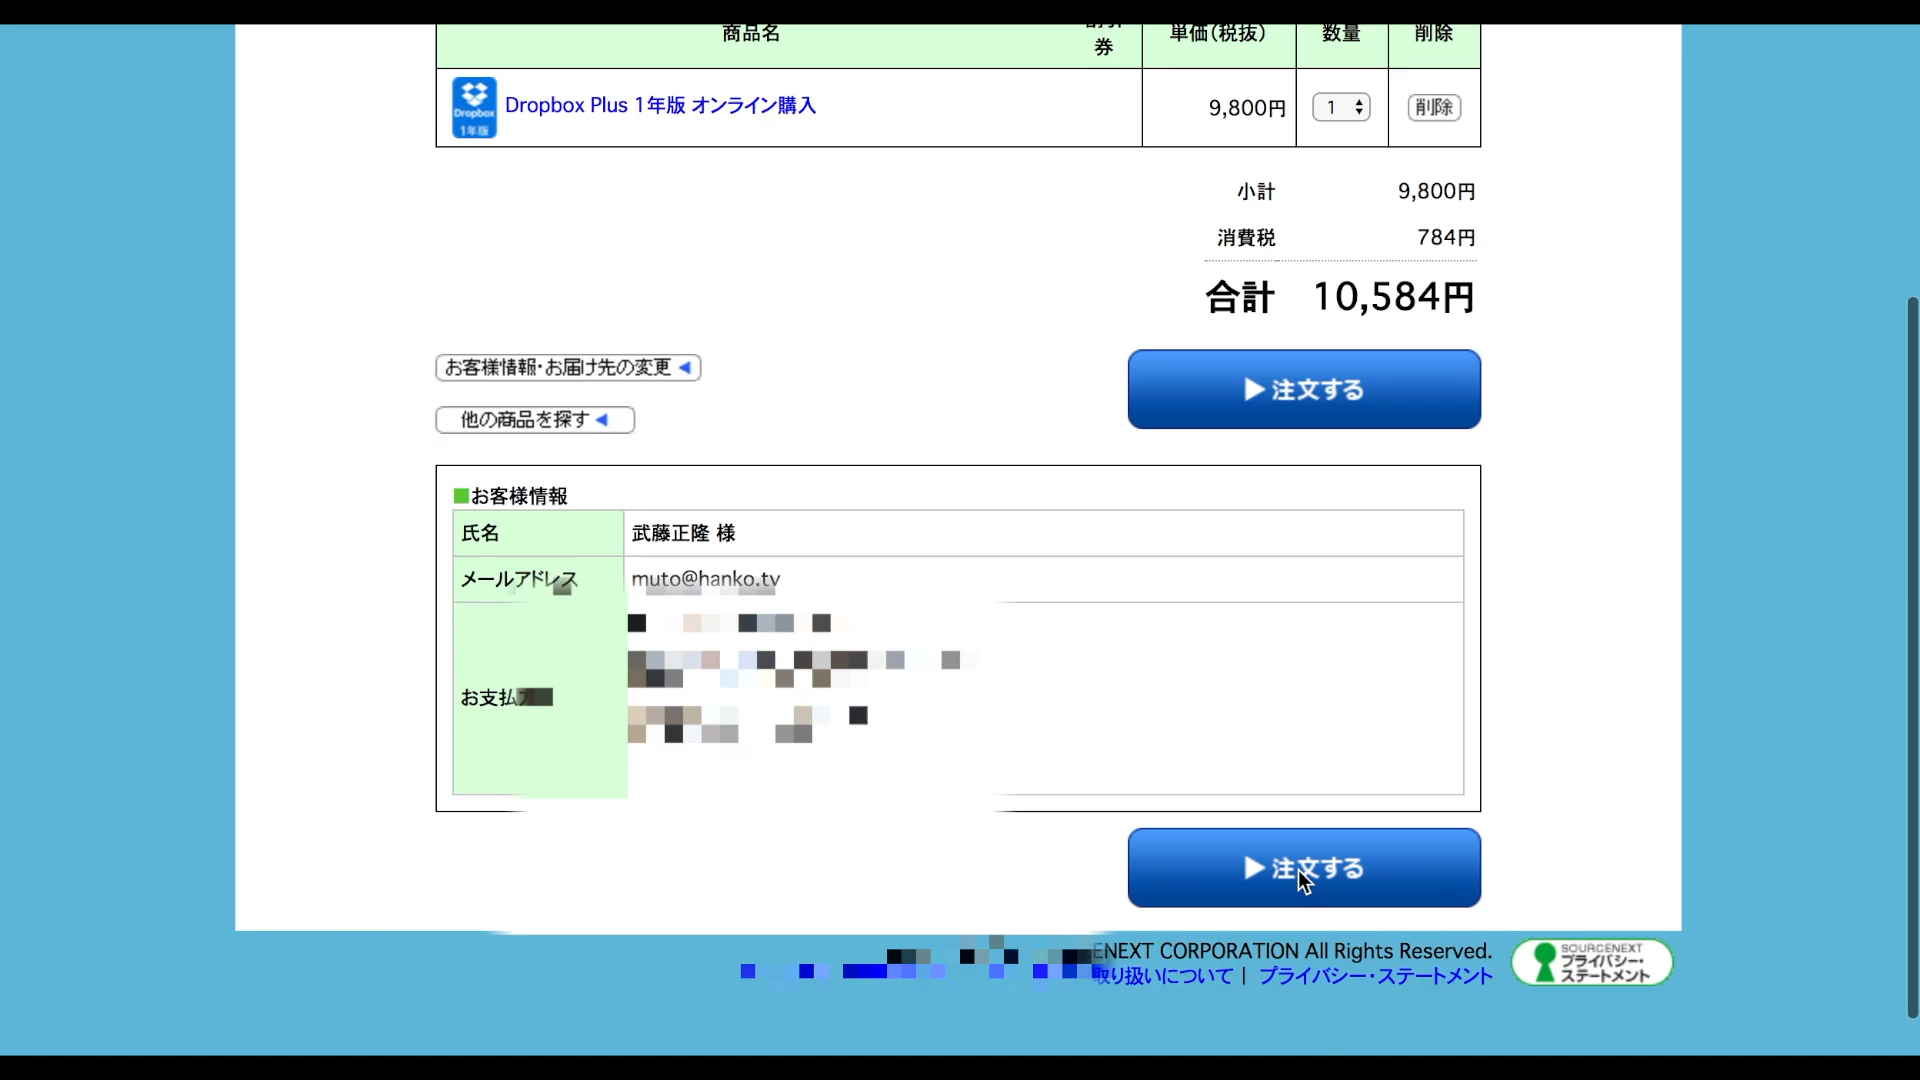 商品名
券
単価(税抜)
数量
削除
Dropbox
1年版
Dropbox Plus 1年版 オンライン購入
9,800円
1
削除
小計 9,800円
消費税 784円
合計 10,584円
お客様情報・お届け先の変更
他の商品を探す
注文する
お客様情報
氏名 武藤正隆 様
メールアドレス muto@hanko.tv
お支払
注文する
ENEXT CORPORATION All Rights Reserved.
取り扱いについて | プライバシー・ステートメント
SOURCENEXT
プライバシー・
ステートメント